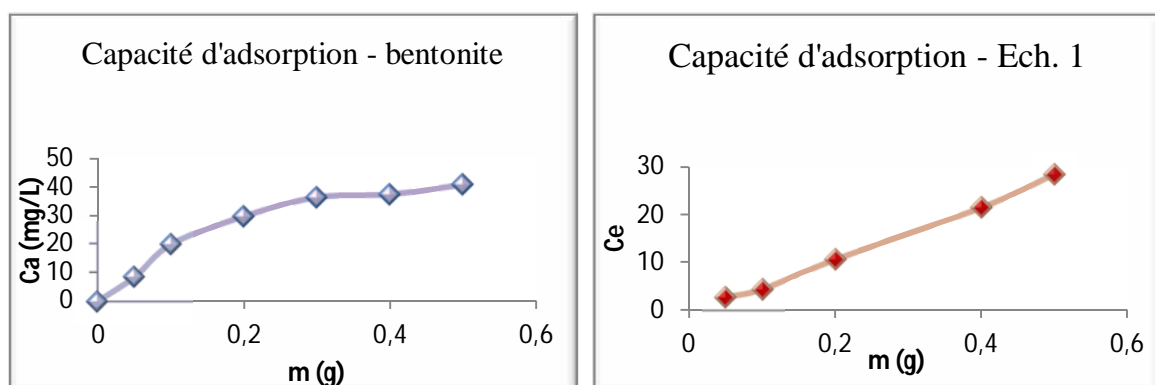 Capacité d'adsorption - bentonite
50
40
30
20
10
0
Ca (mg/L)
0 0,2 0,4 0,6
m (g)
Capacité d'adsorption - Ech. 1
30
20
10
0
Ce
0 0,2 0,4 0,6
m (g)